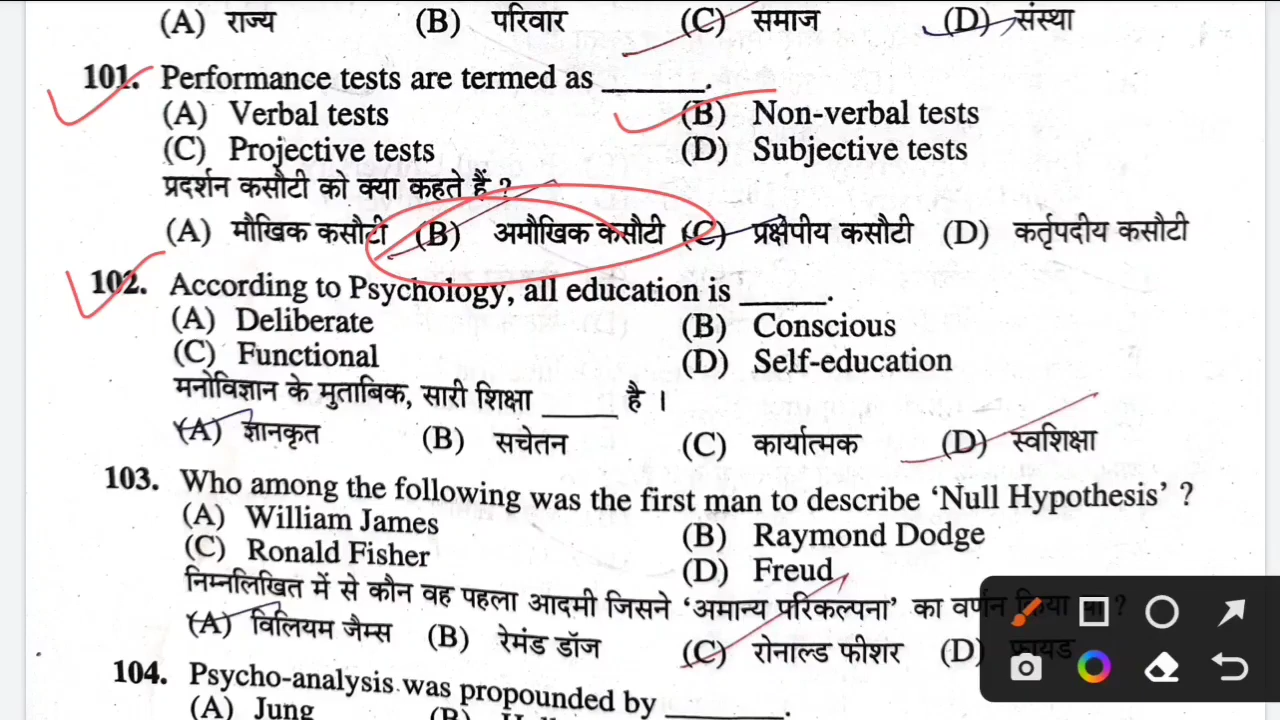 (A) राज्य (B) परिवार (C) समाज (D) संस्था
101. Performance tests are termed as _______.
(A) Verbal tests (B) Non-verbal tests
(C) Projective tests (D) Subjective tests
प्रदर्शन कसौटी को क्या कहते हैं ?
(A) मौखिक कसौटी (B) अमौखिक कसौटी (C) प्रक्षेपीय कसौटी (D) कर्तृपदीय कसौटी
102. According to Psychology, all education is ______.
(A) Deliberate (B) Conscious
(C) Functional (D) Self-education
मनोविज्ञान के मुताबिक, सारी शिक्षा _____ है ।
(A) ज्ञानकृत (B) सचेतन (C) कार्यात्मक (D) स्वशिक्षा
103. Who among the following was the first man to describe ‘Null Hypothesis’ ?
(A) William James (B) Raymond Dodge
(C) Ronald Fisher (D) Freud
निम्नलिखित में से कौन वह पहला आदमी जिसने ‘अमान्य परिकल्पना’ का वर्णन किया था ?
(A) विलियम जैम्स (B) रेमंड डॉज (C) रोनाल्ड फीशर (D) फ्रायड
104. Psycho-analysis was propounded by ________.
(A) Jung (B)